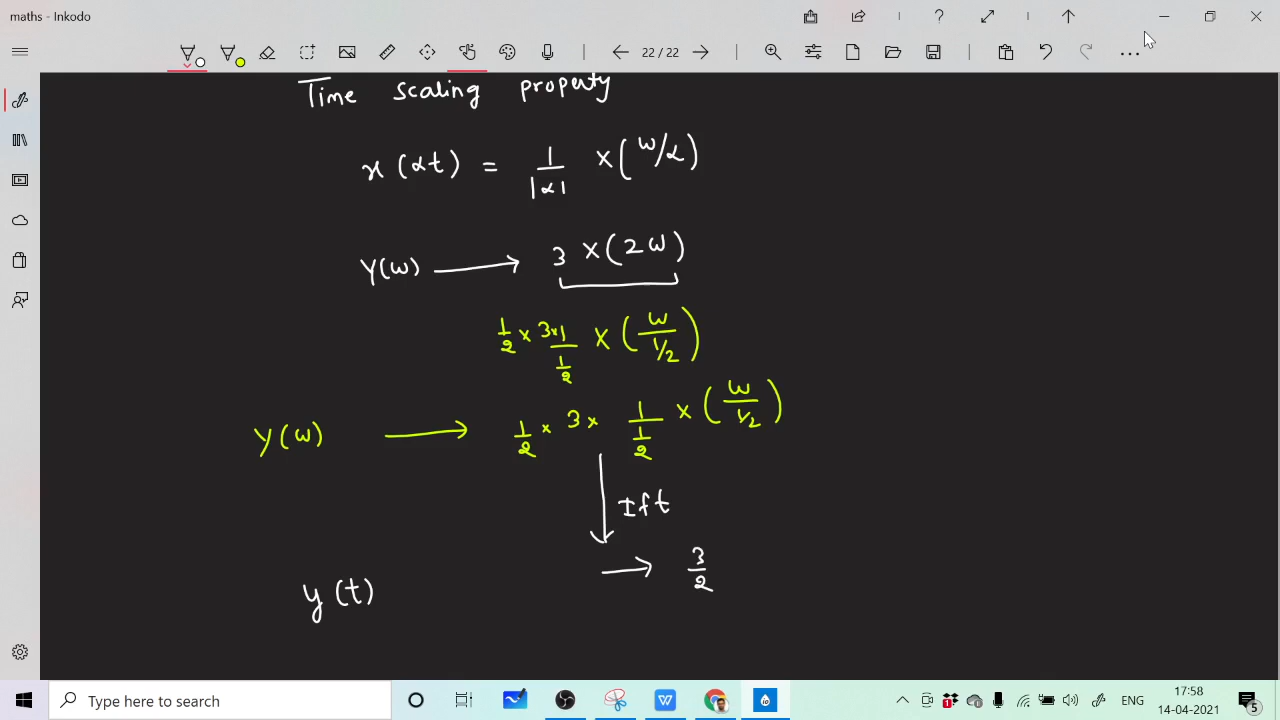 maths - Inkodo
22 / 22
Time scaling property
x(αt) = 1/|α| X(w/α)
Y(w) → 3 X(2w)
1/2 × 3×1/(1/2) X(w/1/2)
Y(w) → 1/2 × 3 × 1/(1/2) X(w/1/2)
Ift
→ 3/2
y(t)
Type here to search
ENG
17:58
14-04-2021
5